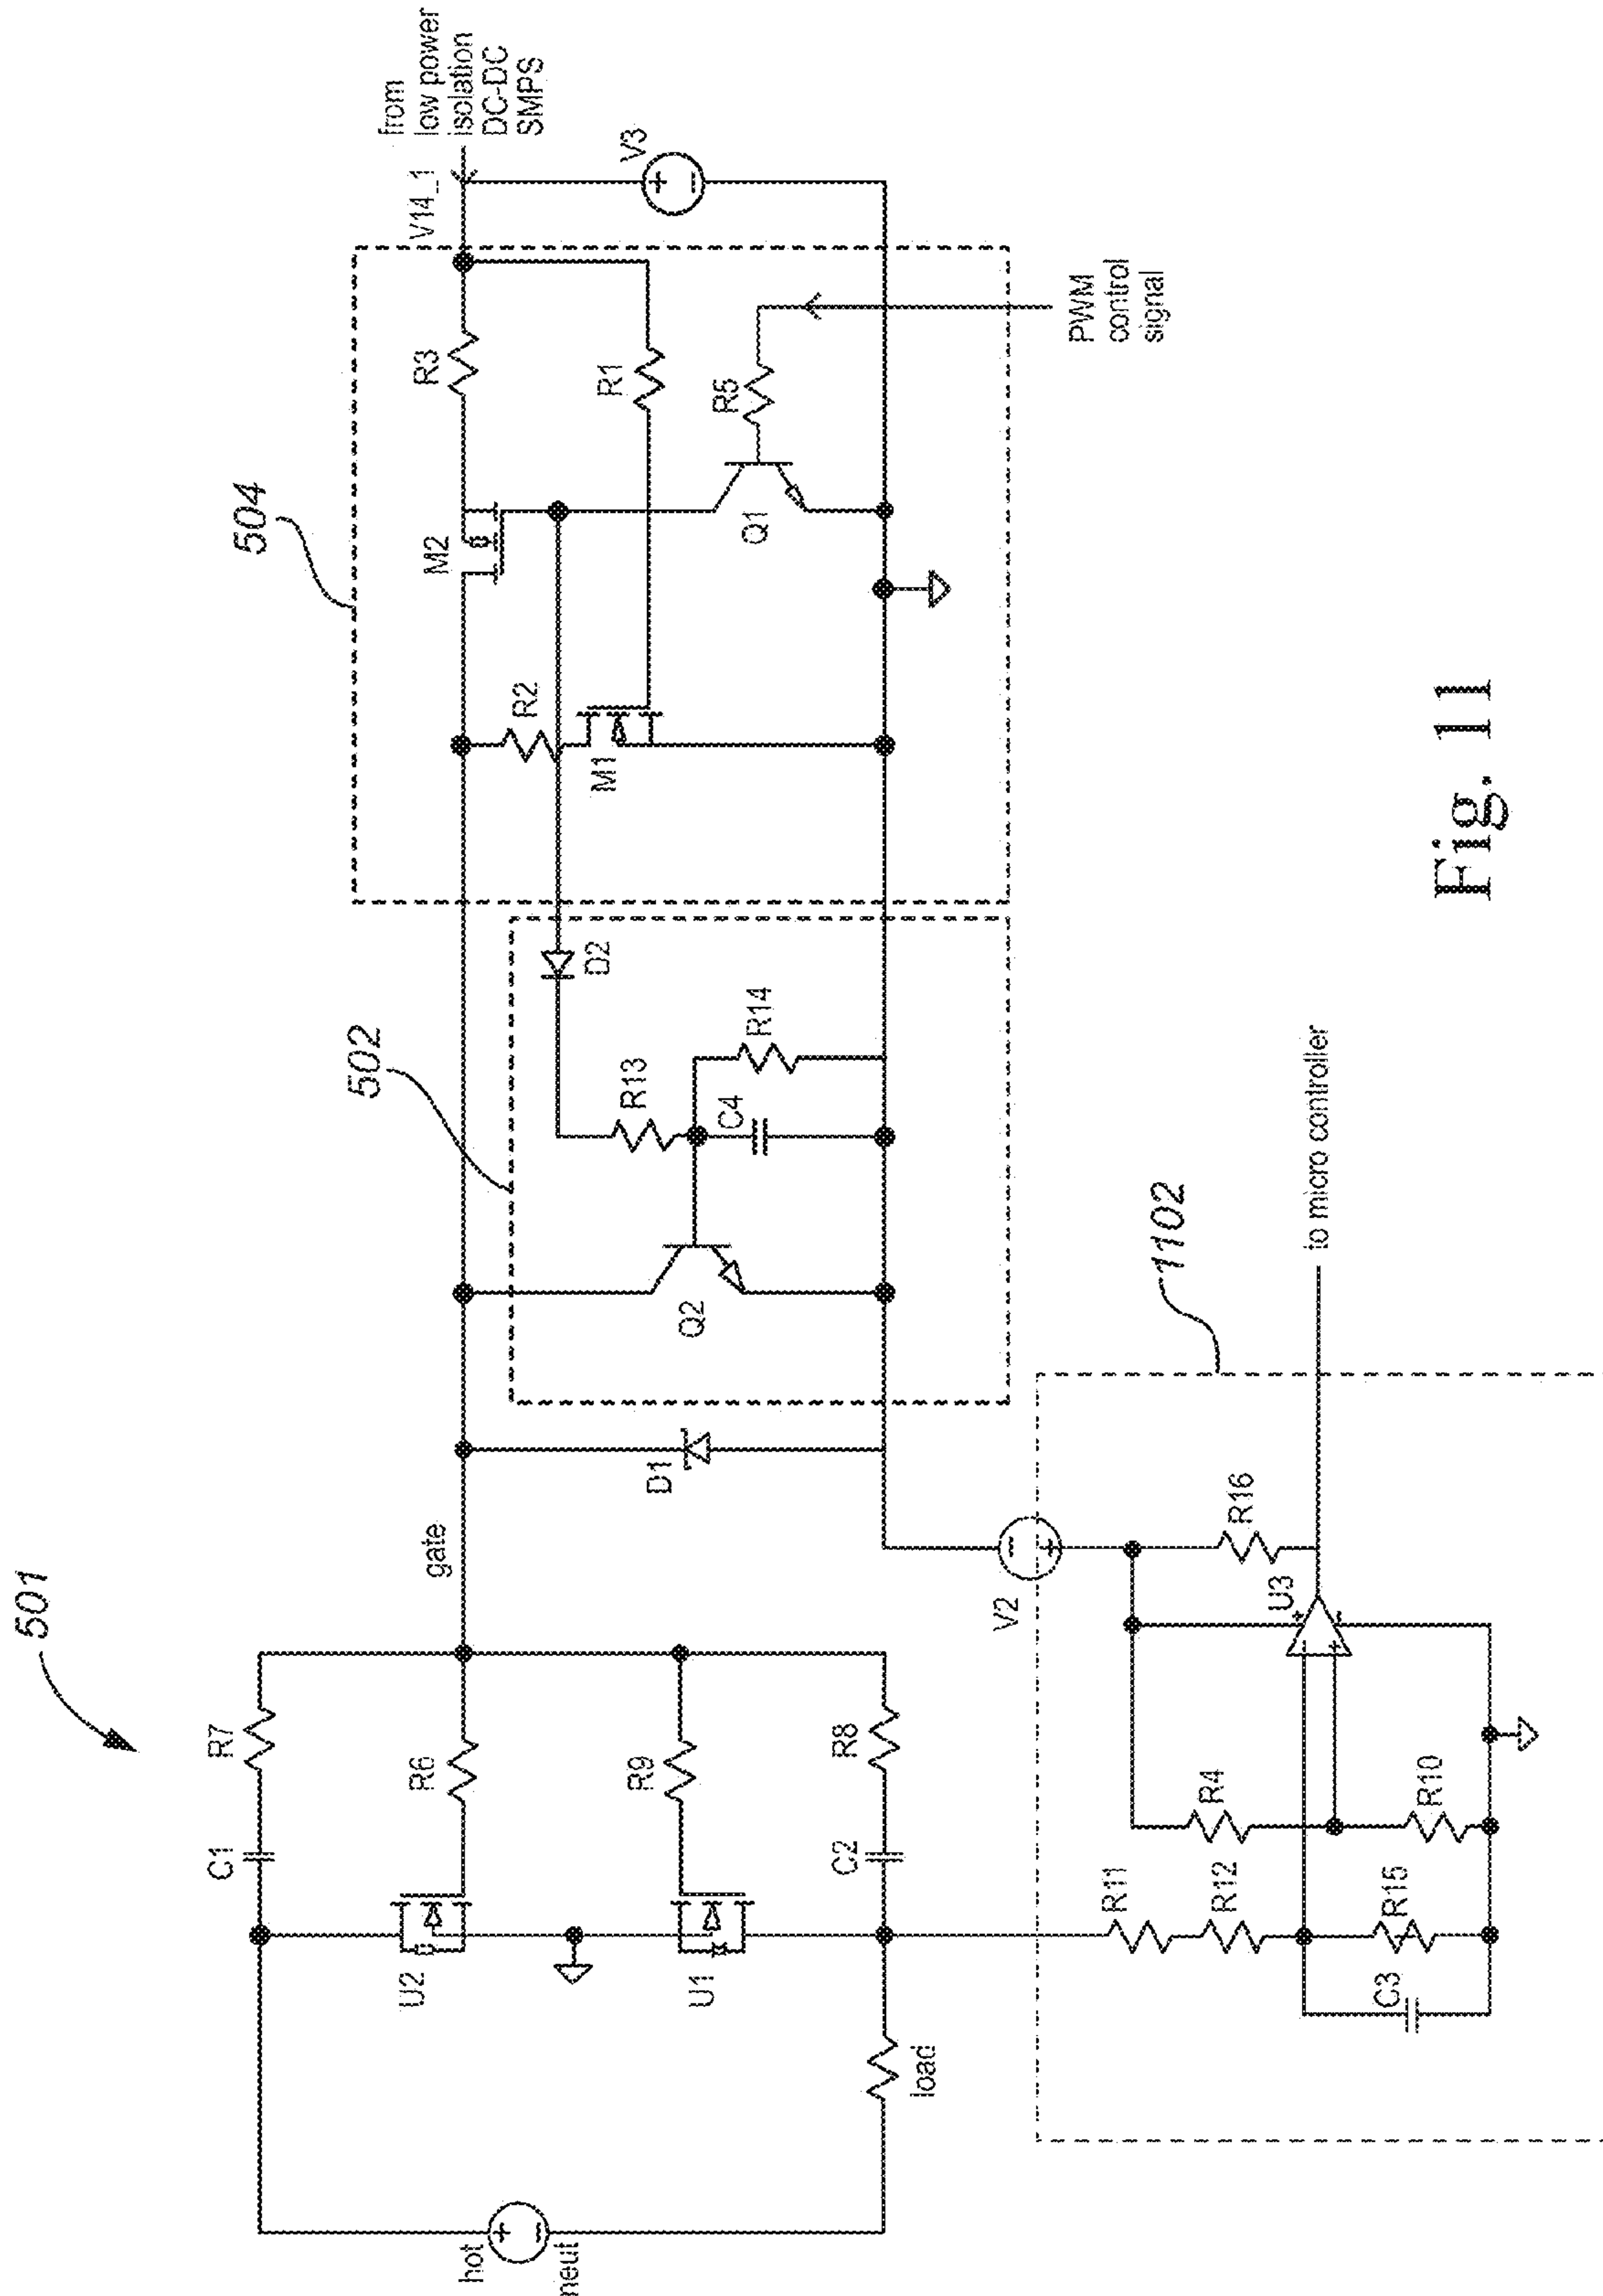 501
504
502
1102
from
low power
isolation
DC-DC
SMPS
V14_1
V3
+
−
R3
M2
R1
R5
Q1
R2
M1
PWM
control
signal
D2
R13
R14
C4
Q2
D1
gate
R7
C1
R6
U2
R9
U1
R8
C2
hot
+
−
neut
load
V2
−
+
R16
U3
R4
R10
R11
R12
R15
C3
to micro controller
Fig. 11